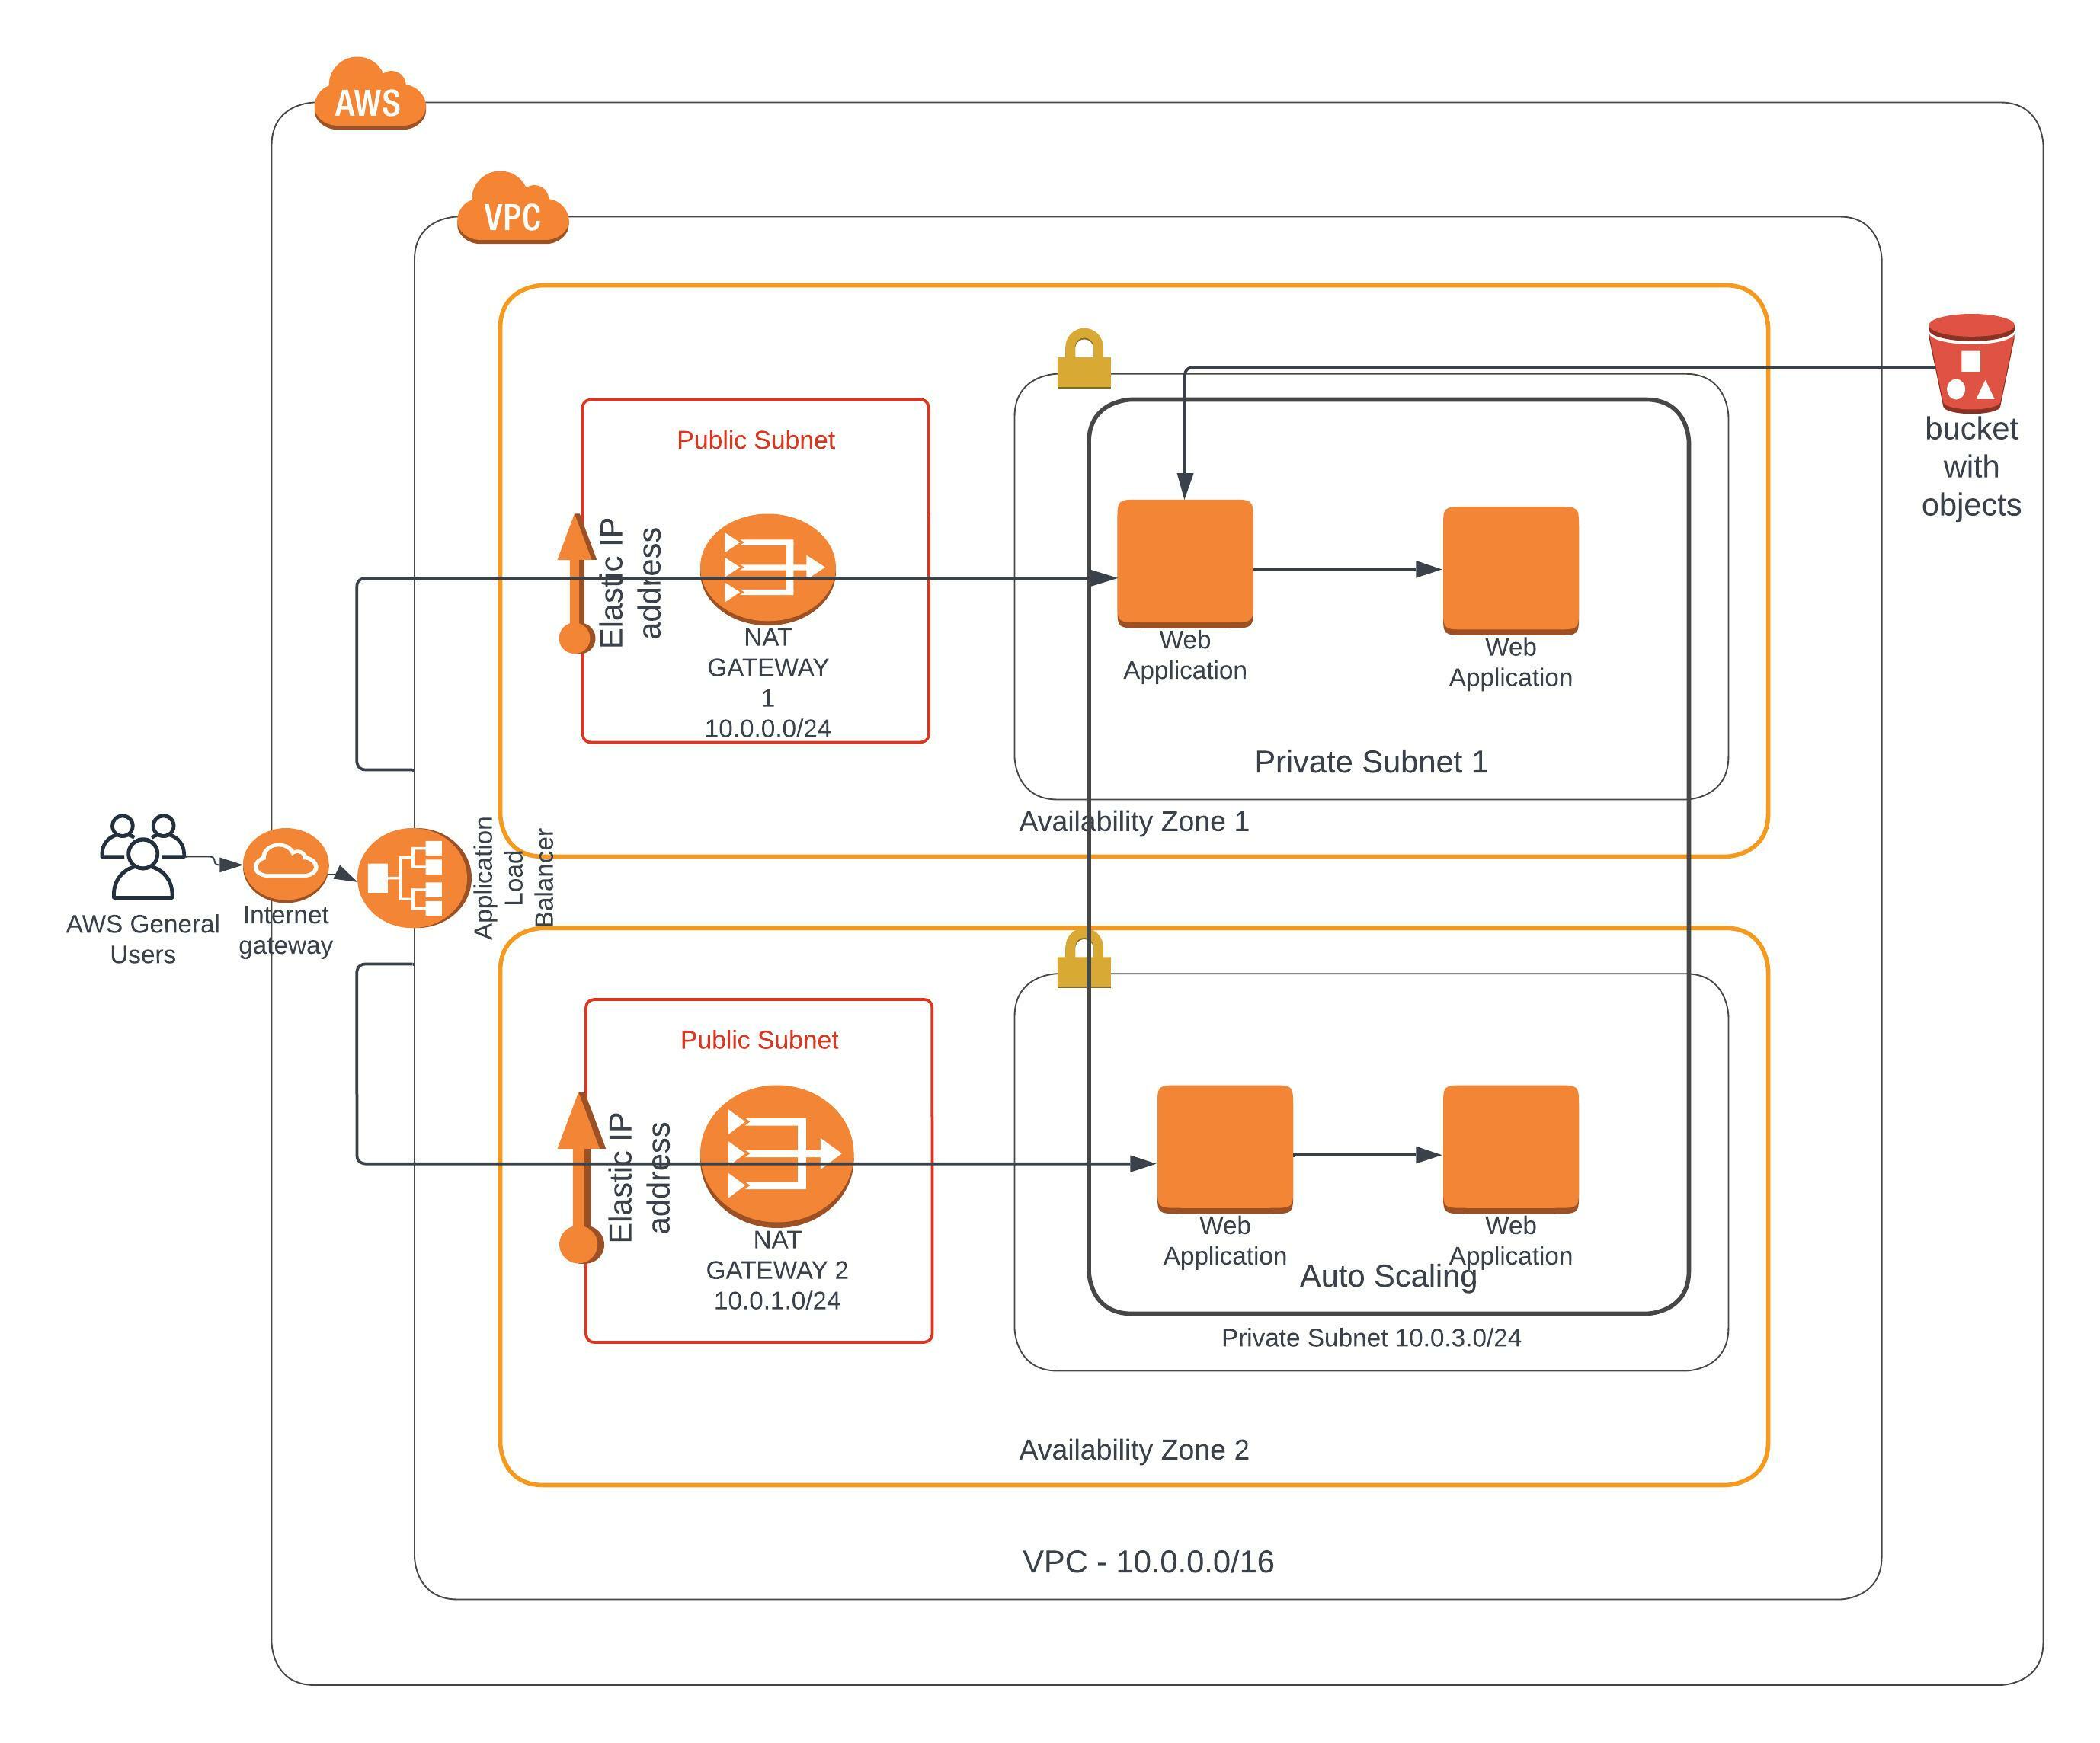 AWS
VPC
Public Subnet
Elastic IP
address
NAT
GATEWAY
1
10.0.0.0/24
Web
Application
Web
Application
Private Subnet 1
Availability Zone 1
bucket
with
objects
AWS General
Users
Internet
gateway
Application
Load
Balancer
Public Subnet
Elastic IP
address
NAT
GATEWAY 2
10.0.1.0/24
Web
Application
Web
Application
Auto Scaling
Private Subnet 10.0.3.0/24
Availability Zone 2
VPC - 10.0.0.0/16